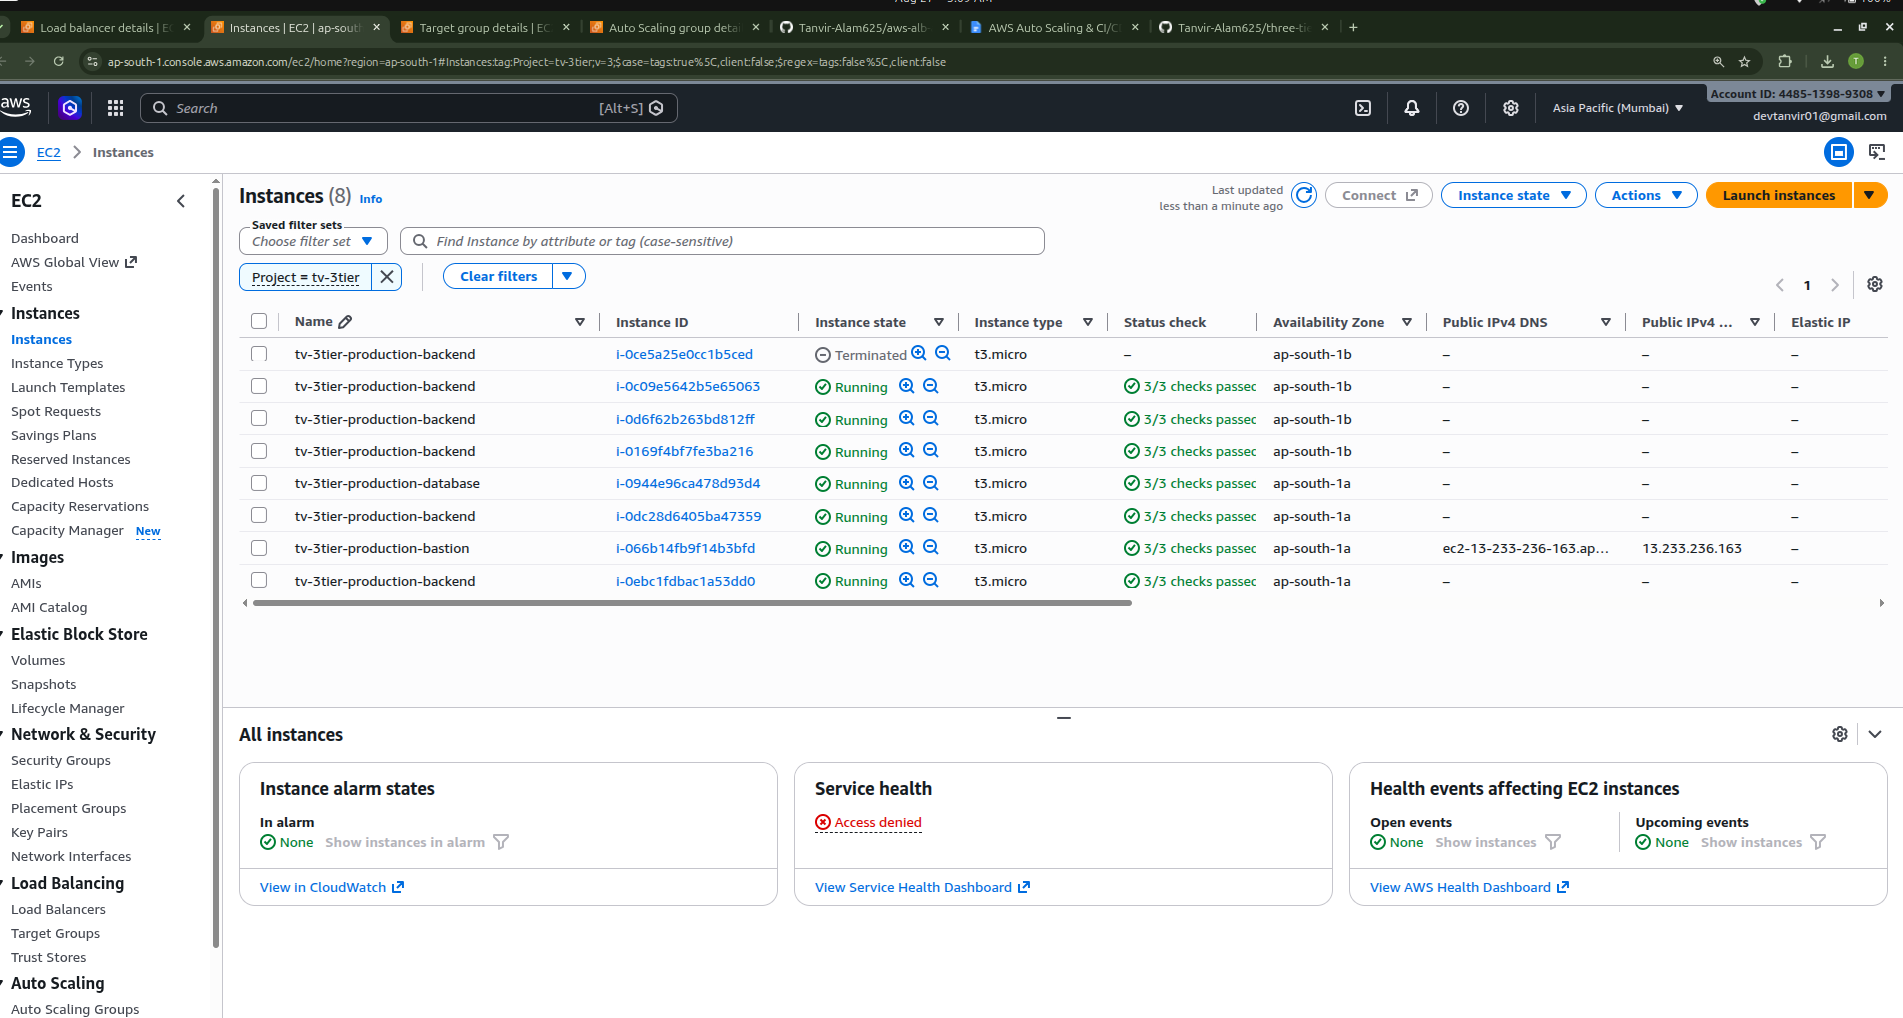 Load balancer details | EC
Instances | EC2 | ap-sout
Target group details | EC
Auto Scaling group detai
Tanvir-Alam625/aws-alb-
AWS Auto Scaling & CI/C
Tanvir-Alam625/three-tie
ap-south-1.console.aws.amazon.com/ec2/home?region=ap-south-1#Instances:tag:Project=tv-3tier;v=3;$case=tags:true%5C,client:false;$regex=tags:false%5C,client:false
T
aws
Search
[Alt+S]
Asia Pacific (Mumbai)
Account ID: 4485-1398-9308
devtanvir01@gmail.com
EC2 > Instances
EC2
Dashboard
AWS Global View
Events
Instances
Instances
Instance Types
Launch Templates
Spot Requests
Savings Plans
Reserved Instances
Dedicated Hosts
Capacity Reservations
Capacity Manager New
Images
AMIs
AMI Catalog
Elastic Block Store
Volumes
Snapshots
Lifecycle Manager
Network & Security
Security Groups
Elastic IPs
Placement Groups
Key Pairs
Network Interfaces
Load Balancing
Load Balancers
Target Groups
Trust Stores
Auto Scaling
Auto Scaling Groups
Instances (8) Info
Last updated
less than a minute ago
Connect
Instance state
Actions
Launch instances
Saved filter sets
Choose filter set
Find Instance by attribute or tag (case-sensitive)
Project = tv-3tier
Clear filters
1
Name Instance ID Instance state Instance type Status check Availability Zone Public IPv4 DNS Public IPv4 ... Elastic IP
tv-3tier-production-backend i-0ce5a25e0cc1b5ced Terminated t3.micro – ap-south-1b – – –
tv-3tier-production-backend i-0c09e5642b5e65063 Running t3.micro 3/3 checks passec ap-south-1b – – –
tv-3tier-production-backend i-0d6f62b263bd812ff Running t3.micro 3/3 checks passec ap-south-1b – – –
tv-3tier-production-backend i-0169f4bf7fe3ba216 Running t3.micro 3/3 checks passec ap-south-1b – – –
tv-3tier-production-database i-0944e96ca478d93d4 Running t3.micro 3/3 checks passec ap-south-1a – – –
tv-3tier-production-backend i-0dc28d6405ba47359 Running t3.micro 3/3 checks passec ap-south-1a – – –
tv-3tier-production-bastion i-066b14fb9f14b3bfd Running t3.micro 3/3 checks passec ap-south-1a ec2-13-233-236-163.ap... 13.233.236.163 –
tv-3tier-production-backend i-0ebc1fdbac1a53dd0 Running t3.micro 3/3 checks passec ap-south-1a – – –
All instances
Instance alarm states
In alarm
None Show instances in alarm
View in CloudWatch
Service health
Access denied
View Service Health Dashboard
Health events affecting EC2 instances
Open events
None Show instances
Upcoming events
None Show instances
View AWS Health Dashboard